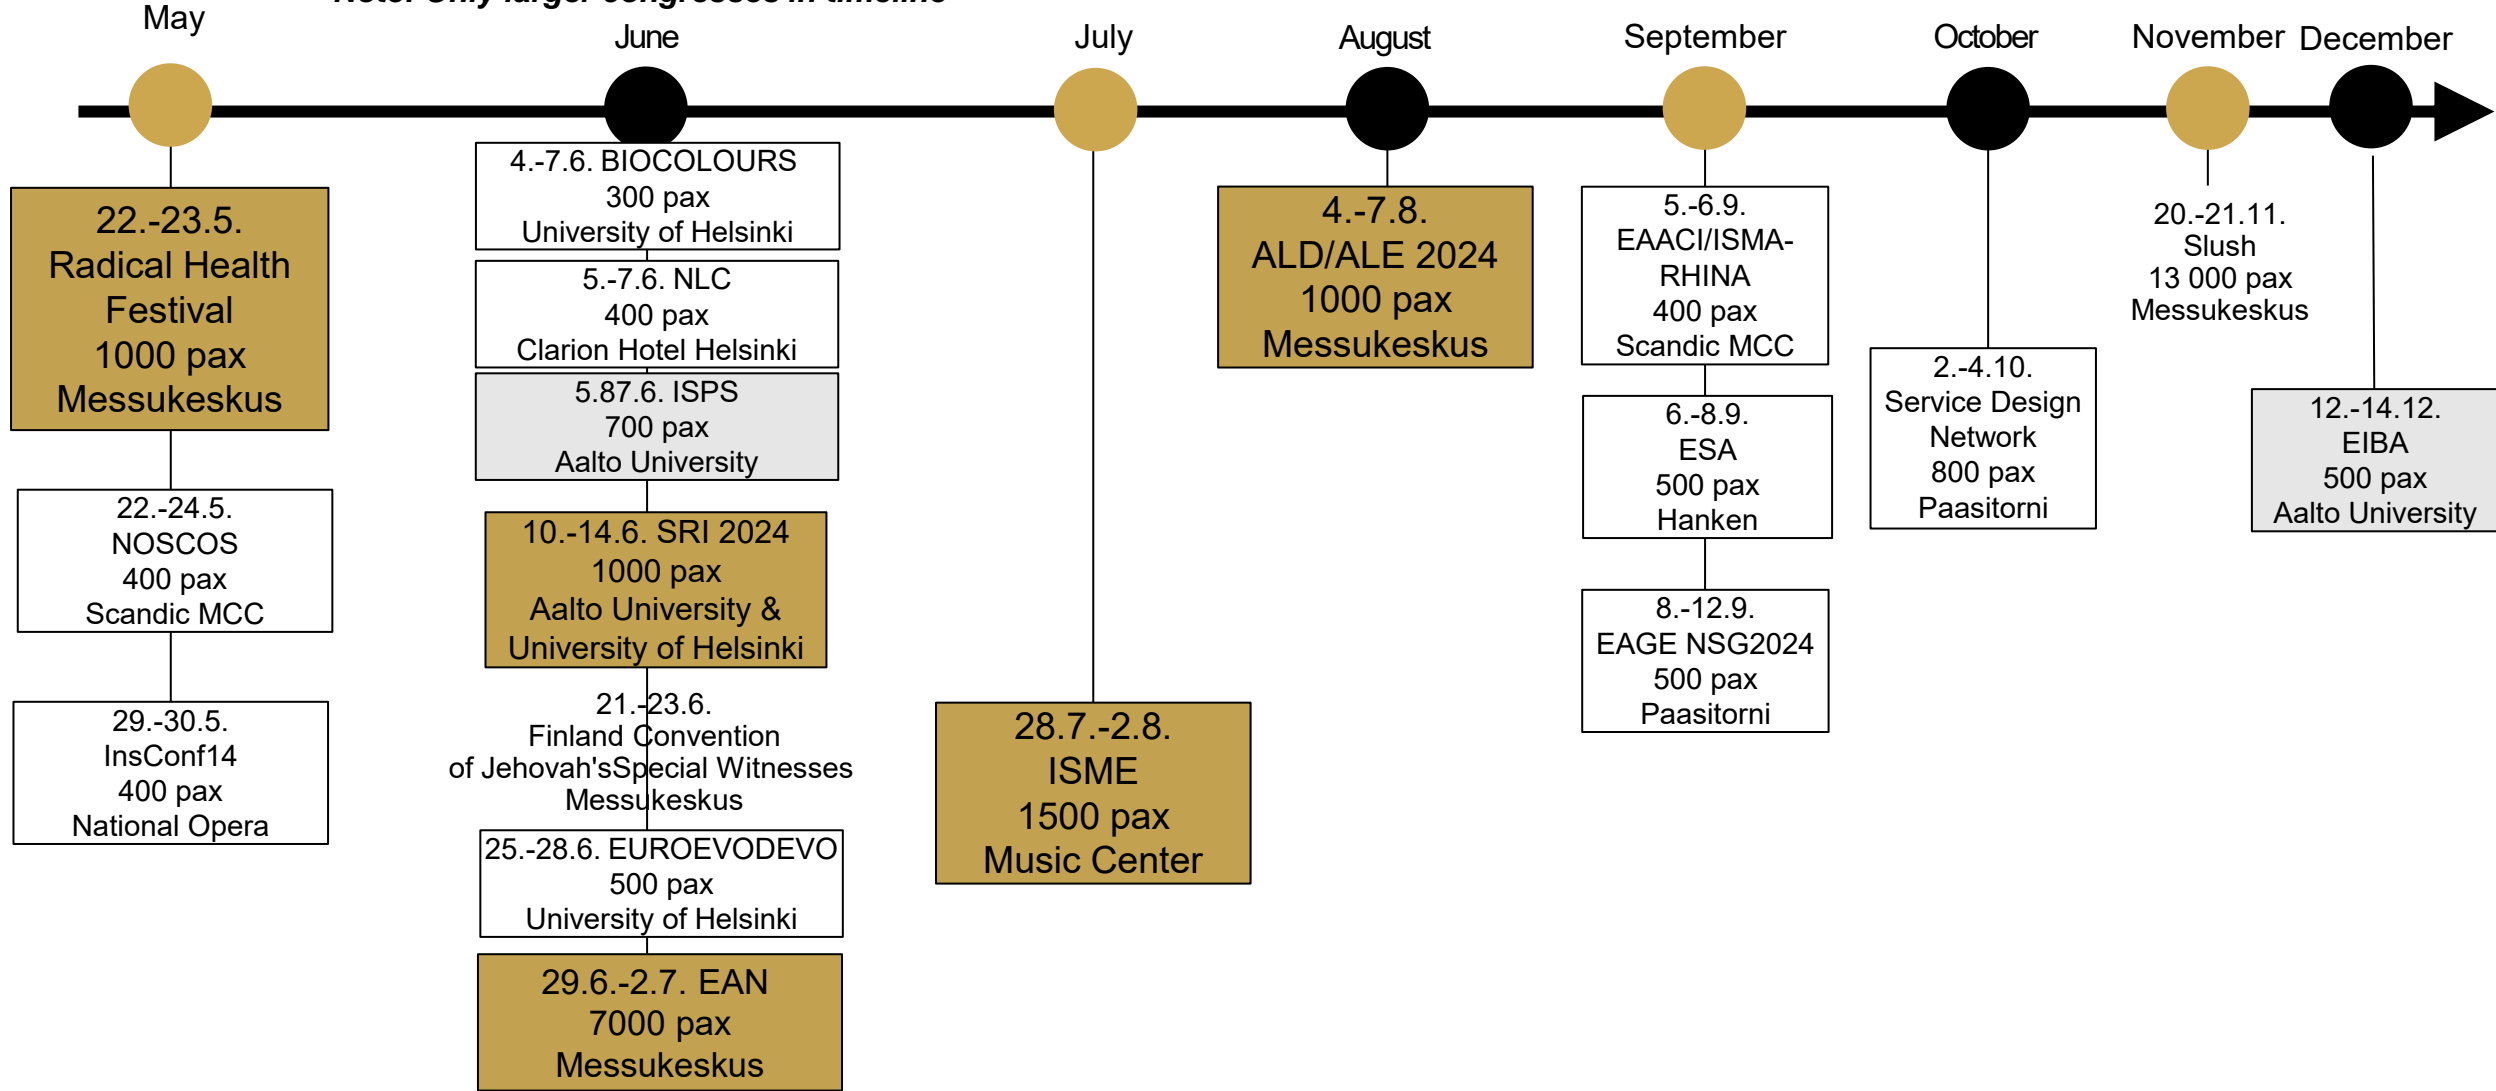 Note: Only larger congresses in timeline
May
June
July
August
September
October
November
December
22.-23.5.
Radical Health
Festival
1000 pax
Messukeskus
22.-24.5.
NOSCOS
400 pax
Scandic MCC
29.-30.5.
InsConf14
400 pax
National Opera
4.-7.6. BIOCOLOURS
300 pax
University of Helsinki
5.-7.6. NLC
400 pax
Clarion Hotel Helsinki
5.87.6. ISPS
700 pax
Aalto University
10.-14.6. SRI 2024
1000 pax
Aalto University &
University of Helsinki
21.-23.6.
Finland Convention
of Jehovah'sSpecial Witnesses
Messukeskus
25.-28.6. EUROEVODEVO
500 pax
University of Helsinki
29.6.-2.7. EAN
7000 pax
Messukeskus
28.7.-2.8.
ISME
1500 pax
Music Center
4.-7.8.
ALD/ALE 2024
1000 pax
Messukeskus
5.-6.9.
EAACI/ISMA-
RHINA
400 pax
Scandic MCC
6.-8.9.
ESA
500 pax
Hanken
8.-12.9.
EAGE NSG2024
500 pax
Paasitorni
2.-4.10.
Service Design
Network
800 pax
Paasitorni
20.-21.11.
Slush
13 000 pax
Messukeskus
12.-14.12.
EIBA
500 pax
Aalto University